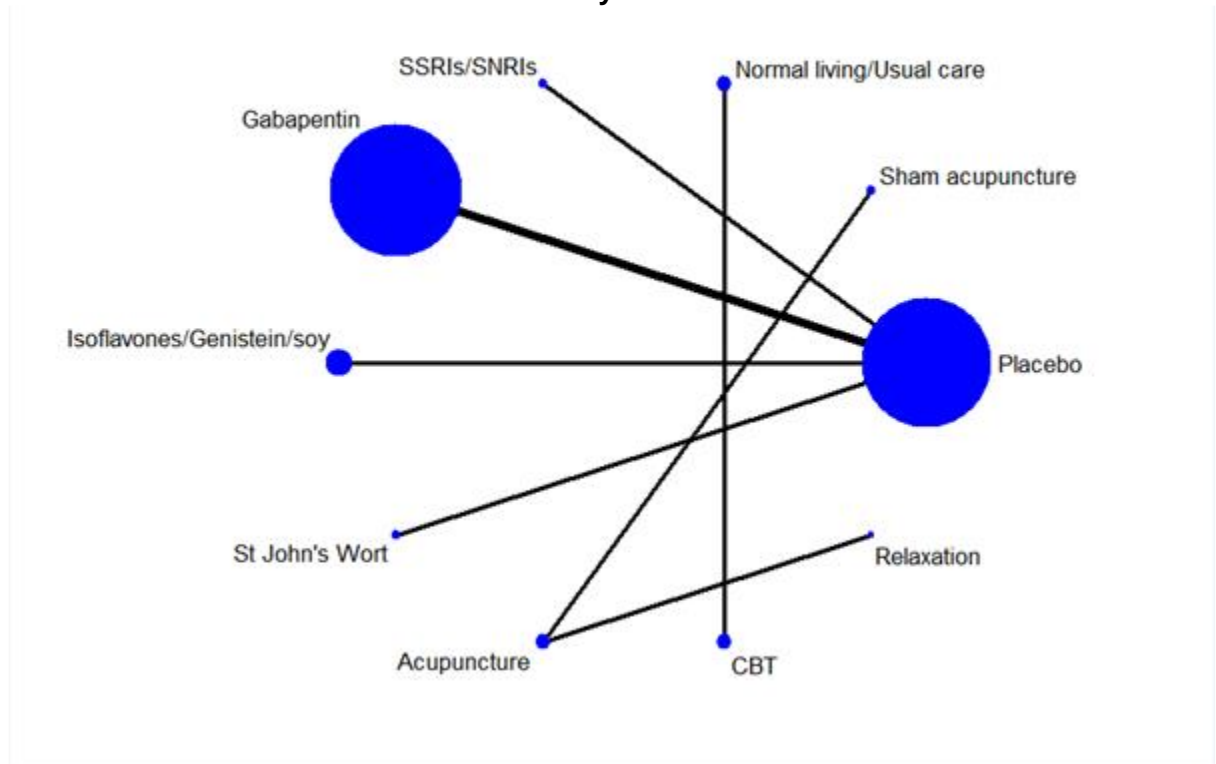 SSRIs/SNRIs
Normal living/Usual care
Gabapentin
Sham acupuncture
Isoflavones/Genistein/soy
Placebo
St John's Wort
Relaxation
Acupuncture
CBT